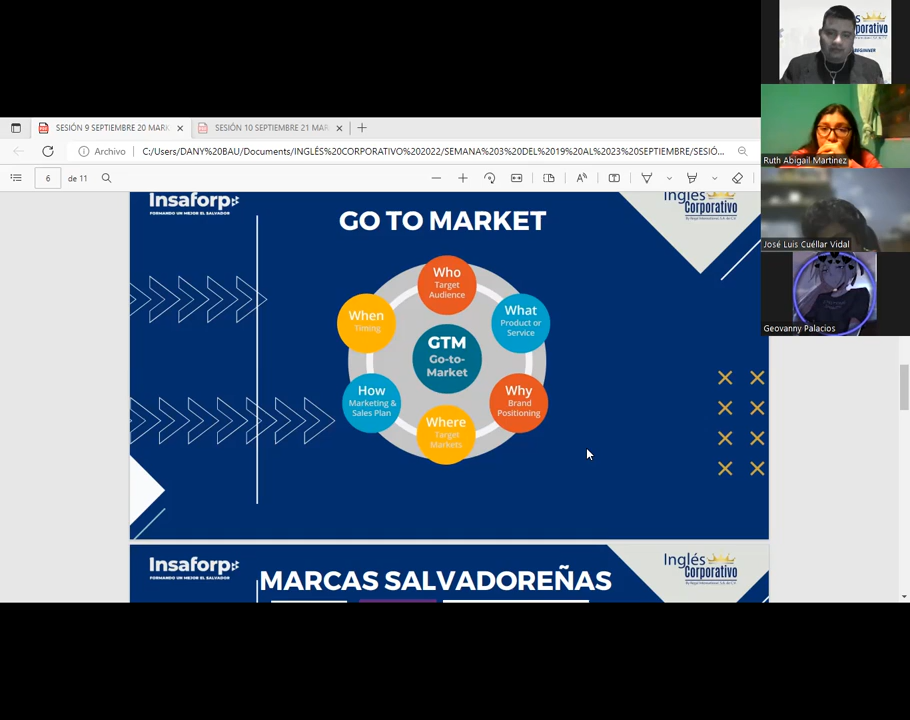 SESIÓN 9 SEPTIEMBRE 20 MARK
SESIÓN 10 SEPTIEMBRE 21 MAR
Archivo
C:/Users/DANY%20BAU/Documents/INGLÉS%20CORPORATIVO%202022/SEMANA%203%20DEL%2019%20AL%2023%20SEPTIEMBRE/SESIÓ...
6 de 11
Insaforp
FORMANDO UN MEJOR EL SALVADOR
GO TO MARKET
Inglés
Corporativo
Who
Target
Audience
What
Product or
Service
Why
Brand
Positioning
Where
Target
Markets
How
Marketing &
Sales Plan
When
Timing
GTM
Go-to-
Market
Insaforp
FORMANDO UN MEJOR EL SALVADOR
MARCAS SALVADOREÑAS
Inglés
Corporativo
Ruth Abigail Martinez
José Luis Cuéllar Vidal
Geovanny Palacios